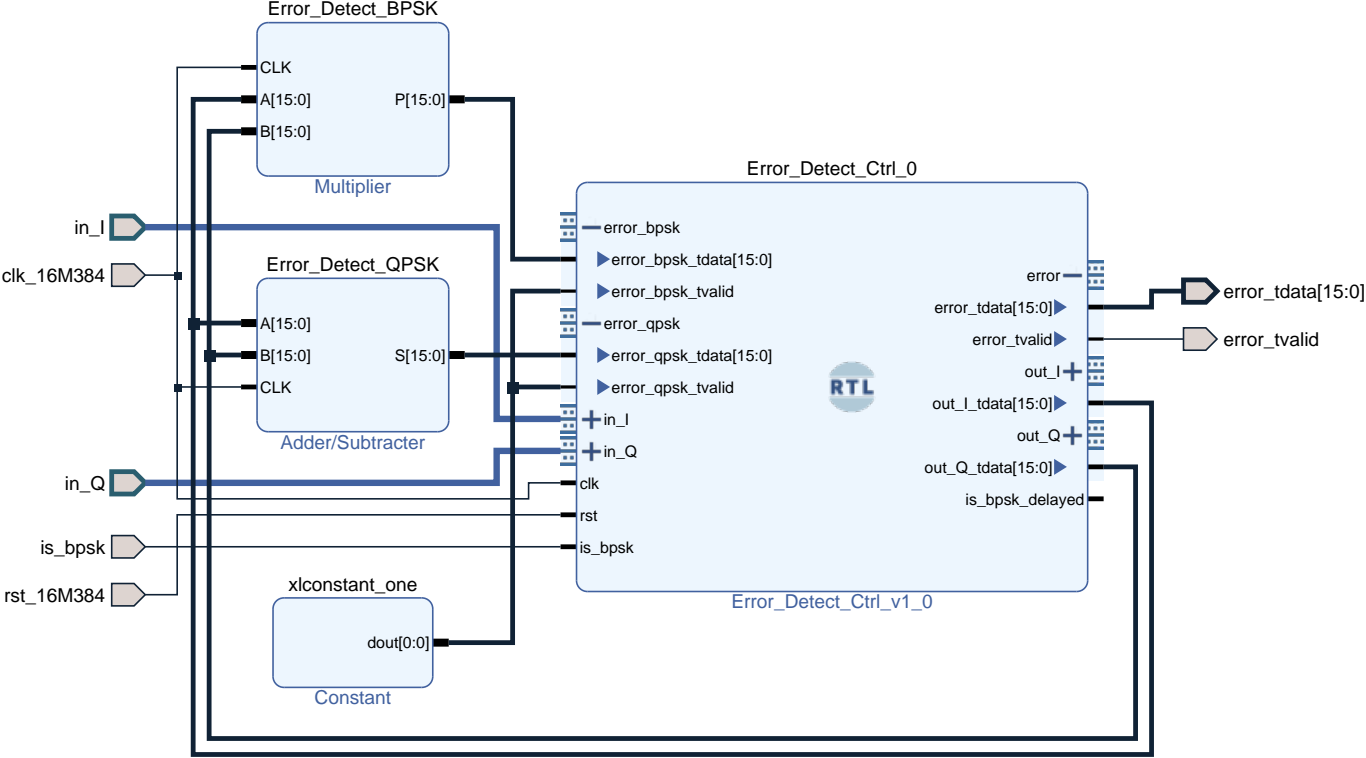 Error_Detect_BPSK
CLK
A[15:0]
P[15:0]
B[15:0]
Multiplier
in_I
clk_16M384
Error_Detect_QPSK
A[15:0]
B[15:0]
S[15:0]
CLK
Adder/Subtracter
in_Q
is_bpsk
rst_16M384
xlconstant_one
dout[0:0]
Constant
Error_Detect_Ctrl_0
error_bpsk
error_bpsk_tdata[15:0]
error_bpsk_tvalid
error_qpsk
error_qpsk_tdata[15:0]
error_qpsk_tvalid
in_I
in_Q
clk
rst
is_bpsk
RTL
error
error_tdata[15:0]
error_tvalid
out_I
out_I_tdata[15:0]
out_Q
out_Q_tdata[15:0]
is_bpsk_delayed
Error_Detect_Ctrl_v1_0
error_tdata[15:0]
error_tvalid